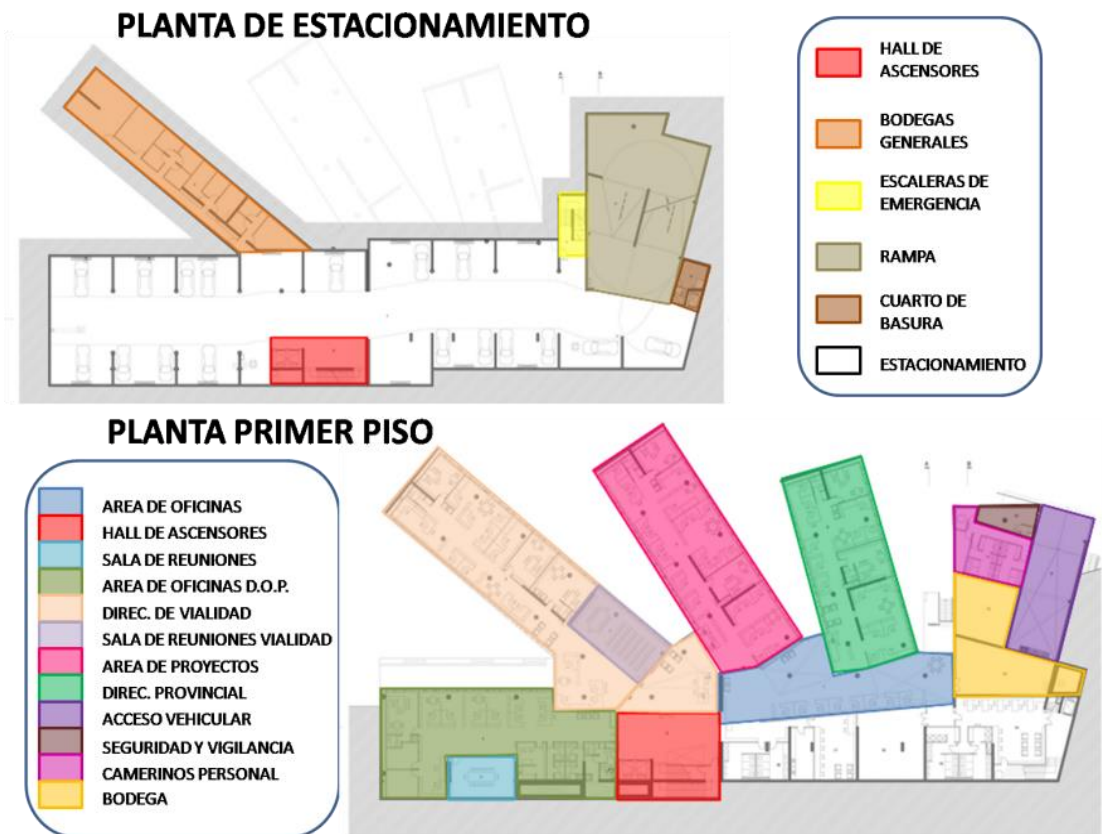 PLANTA DE ESTACIONAMIENTO
HALL DE
ASCENSORES
BODEGAS
GENERALES
ESCALERAS DE
EMERGENCIA
RAMPA
CUARTO DE
BASURA
ESTACIONAMIENTO
PLANTA PRIMER PISO
AREA DE OFICINAS
HALL DE ASCENSORES
SALA DE REUNIONES
AREA DE OFICINAS D.O.P.
DIREC. DE VIALIDAD
SALA DE REUNIONES VIALIDAD
AREA DE PROYECTOS
DIREC. PROVINCIAL
ACCESO VEHICULAR
SEGURIDAD Y VIGILANCIA
CAMERINOS PERSONAL
BODEGA